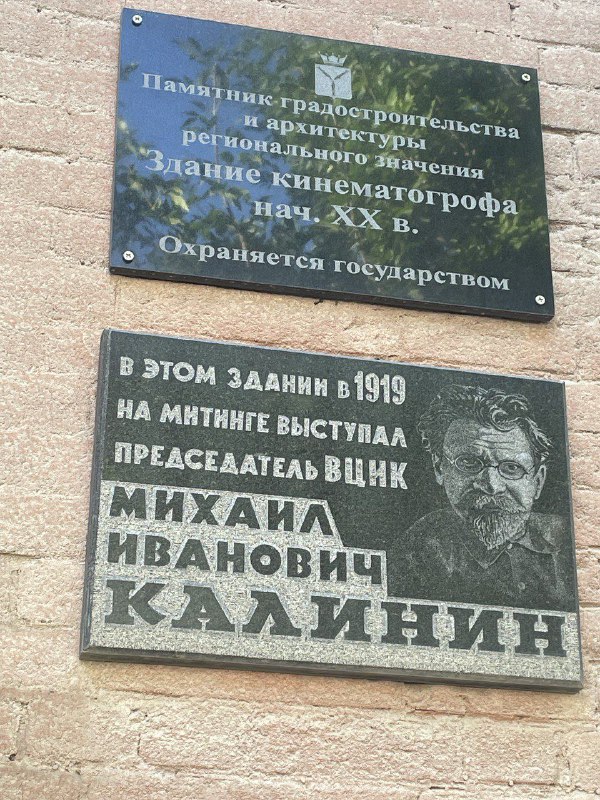 Памятник градостроительства
и архитектуры
регионального значения
Здание кинематогрофа
нач. XX в.
Охраняется государством
В ЭТОМ ЗДАНИИ В 1919
НА МИТИНГЕ ВЫСТУПАЛ
ПРЕДСЕДАТЕЛЬ ВЦИК
МИХАИЛ
ИВАНОВИЧ
КАЛИНИН